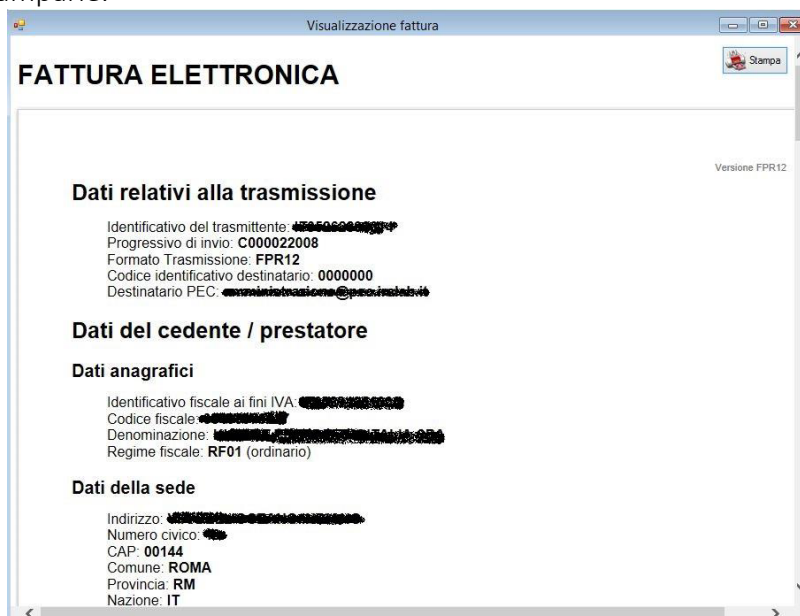 Visualizzazione fattura
FATTURA ELETTRONICA
Stampa
Versione FPR12
Dati relativi alla trasmissione
Identificativo del trasmittente:
Progressivo di invio: C000022008
Formato Trasmissione: FPR12
Codice identificativo destinatario: 0000000
Destinatario PEC:
Dati del cedente / prestatore
Dati anagrafici
Identificativo fiscale ai fini IVA:
Codice fiscale:
Denominazione:
Regime fiscale: RF01 (ordinario)
Dati della sede
Indirizzo:
Numero civico:
CAP: 00144
Comune: ROMA
Provincia: RM
Nazione: IT